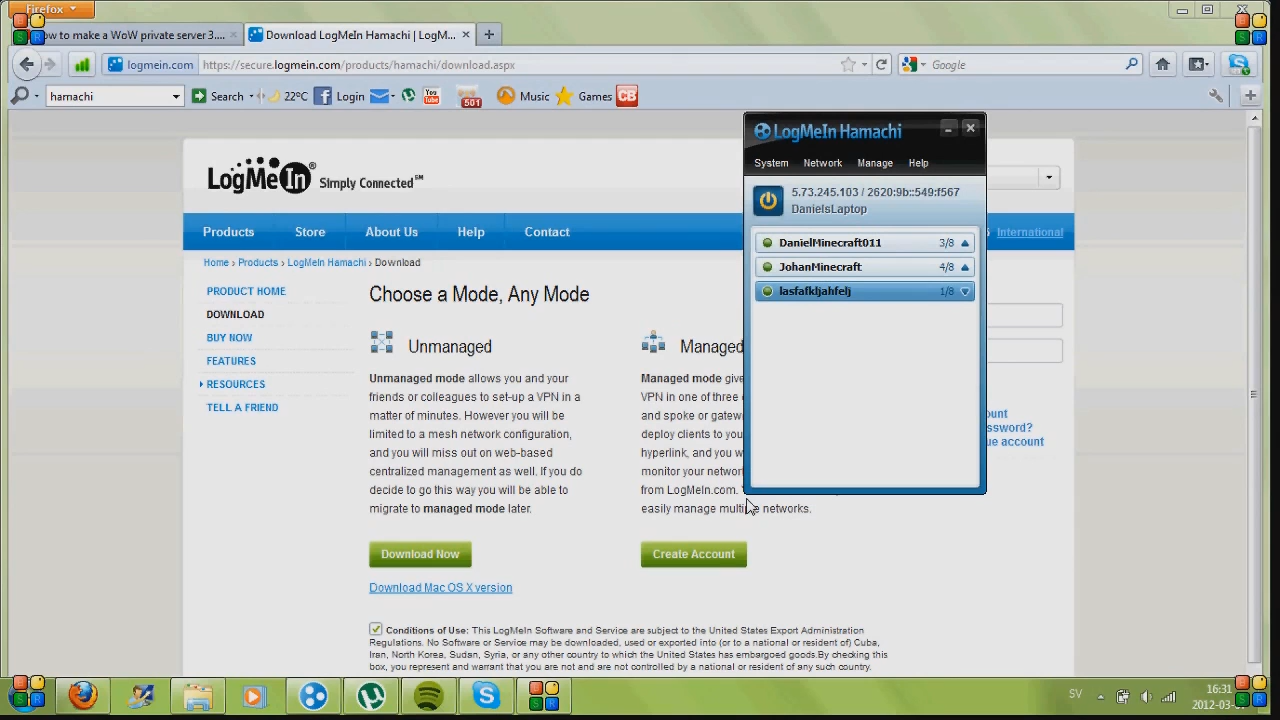 Firefox
ow to make a WoW private server 3....
Download LogMeIn Hamachi | LogM...
logmein.com
https://secure.logmein.com/products/hamachi/download.aspx
Google
hamachi
Search
22°C
Login
You Tube
501
Music
Games
CB
LogMeIn
Simply Connected
SM
Products
Store
About Us
Help
Contact
International
Home › Products › LogMeIn Hamachi › Download
PRODUCT HOME
DOWNLOAD
BUY NOW
FEATURES
RESOURCES
TELL A FRIEND
Choose a Mode, Any Mode
Unmanaged
Unmanaged mode allows you and your
friends or colleagues to set-up a VPN in a
matter of minutes. However you will be
limited to a mesh network configuration,
and you will miss out on web-based
centralized management as well. If you do
decide to go this way you will be able to
migrate to managed mode later.
Download Now
Download Mac OS X version
Managed
Managed mode give
VPN in one of three
and spoke or gatew
deploy clients to you
hyperlink, and you w
monitor your networ
from LogMeIn.com.
easily manage multiple networks.
Create Account
ount
ssword?
ue account
Conditions of Use: This LogMeIn Software and Service are subject to the United States Export Administration
Regulations. No Software or Service may be downloaded, used or exported into (or to a national or resident of) Cuba,
Iran, North Korea, Sudan, Syria, or any other country to which the United States has embargoed goods.By checking this
box, you represent and warrant that you are not and are not controlled by a national or resident of any such country.
LogMeIn Hamachi
System
Network
Manage
Help
5.73.245.103 / 2620:9b::549:f567
DanielsLaptop
DanielMinecraft011 3/8
JohanMinecraft 4/8
lasfafkljahfelj 1/8
SV
16:31
2012-03-